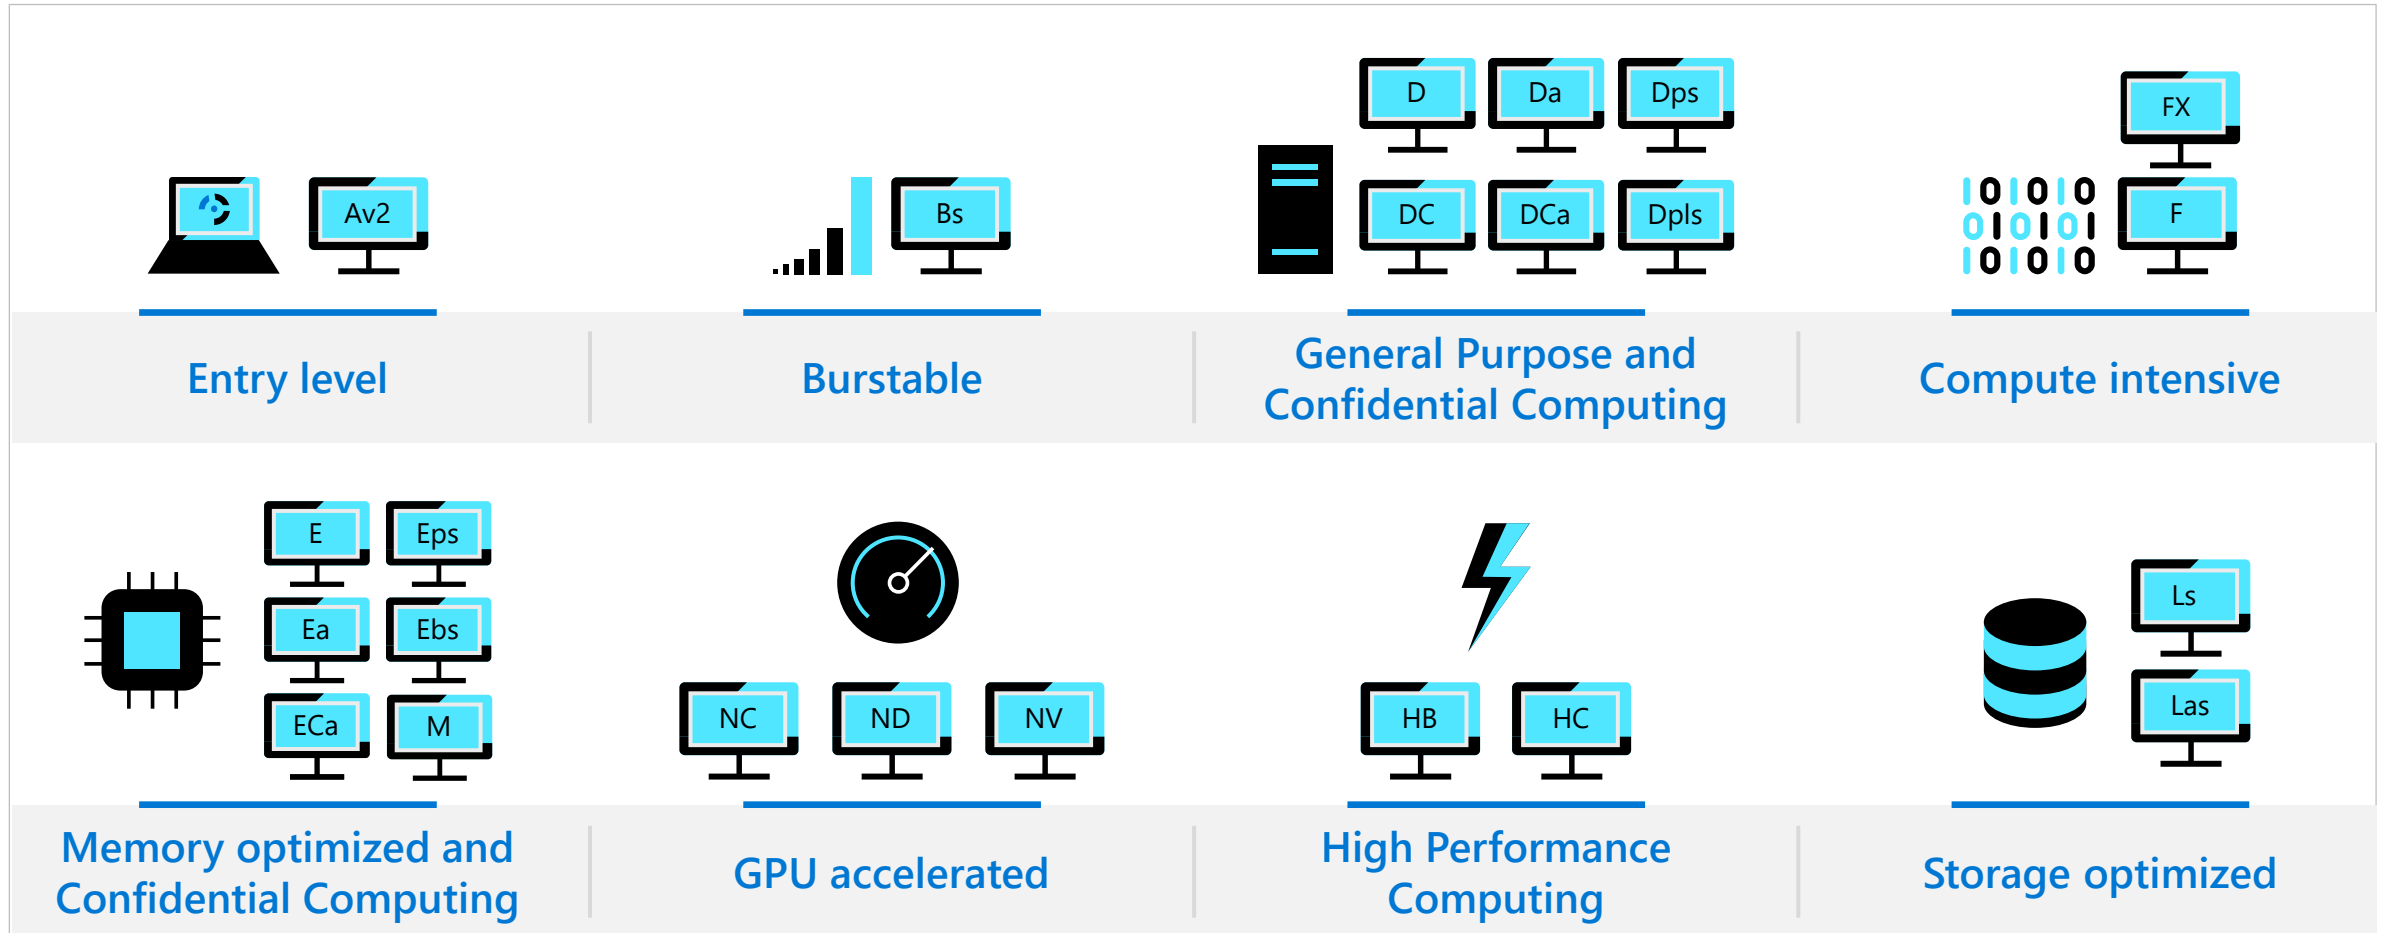 Av2
Bs
D
Da
Dps
DC
DCa
Dpls
FX
F
Entry level
Burstable
General Purpose and
Confidential Computing
Compute intensive
E
Eps
Ea
Ebs
ECa
M
NC
ND
NV
HB
HC
Ls
Las
Memory optimized and
Confidential Computing
GPU accelerated
High Performance
Computing
Storage optimized